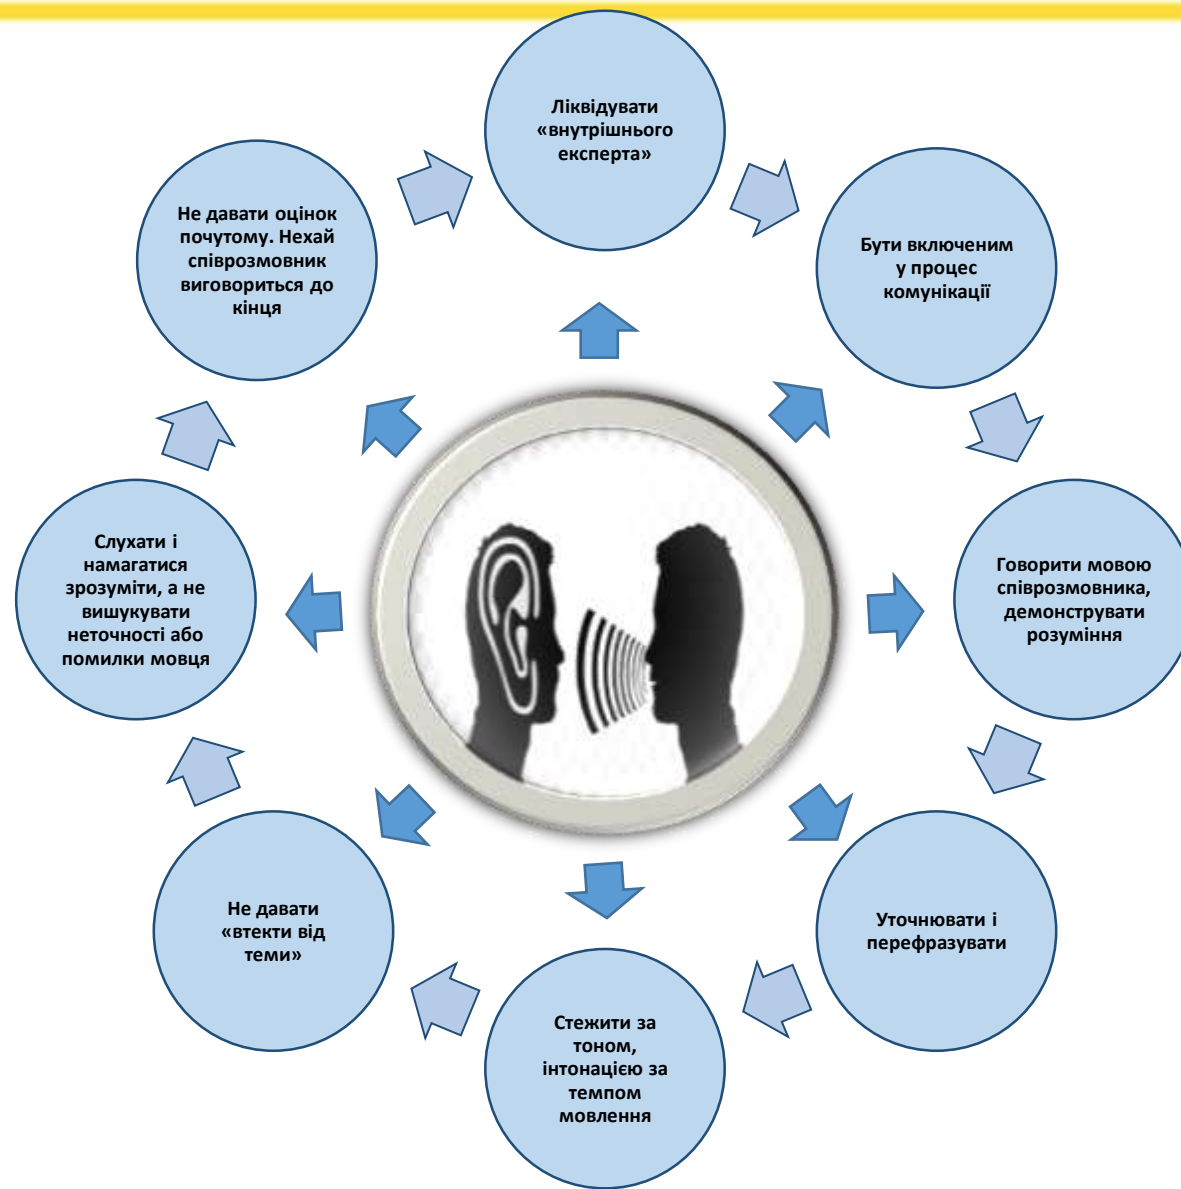 Ліквідувати
«внутрішнього
експерта»
Бути включеним
у процес
комунікації
Говорити мовою
співрозмовника,
демонструвати
розуміння
Уточнювати і
перефразувати
Стежити за
тоном,
інтонацією за
темпом
мовлення
Не давати
«втекти від
теми»
Слухати і
намагатися
зрозуміти, а не
вишукувати
неточності або
помилки мовця
Не давати оцінок
почутому. Нехай
співрозмовник
виговориться до
кінця